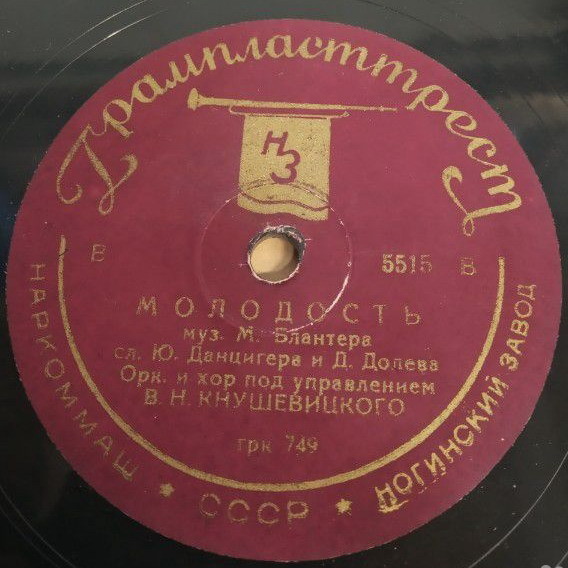 Грампласттрест
НЗ
В 5515 В
МОЛОДОСТЬ
муз. М. Блантера
сл. Ю. Данцигера и Д. Долева
Орк. и хор под управлением
В. Н. КНУШЕВИЦКОГО
грк 749
НАРКОММАШ ★ СССР ★ НОГИНСКИЙ ЗАВОД